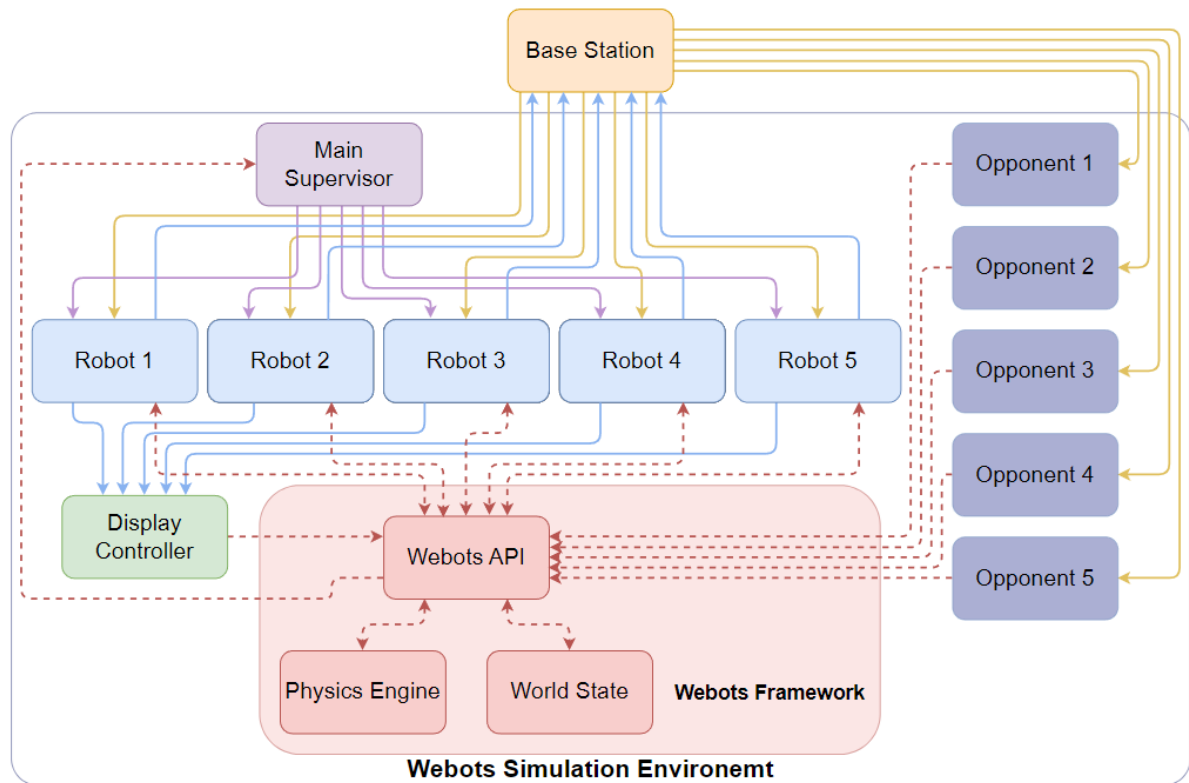 Base Station
Main
Supervisor
Opponent 1
Opponent 2
Opponent 3
Robot 1
Robot 2
Robot 3
Robot 4
Robot 5
Opponent 4
Display
Controller
Webots API
Opponent 5
Physics Engine
World State
Webots Framework
Webots Simulation Environemt